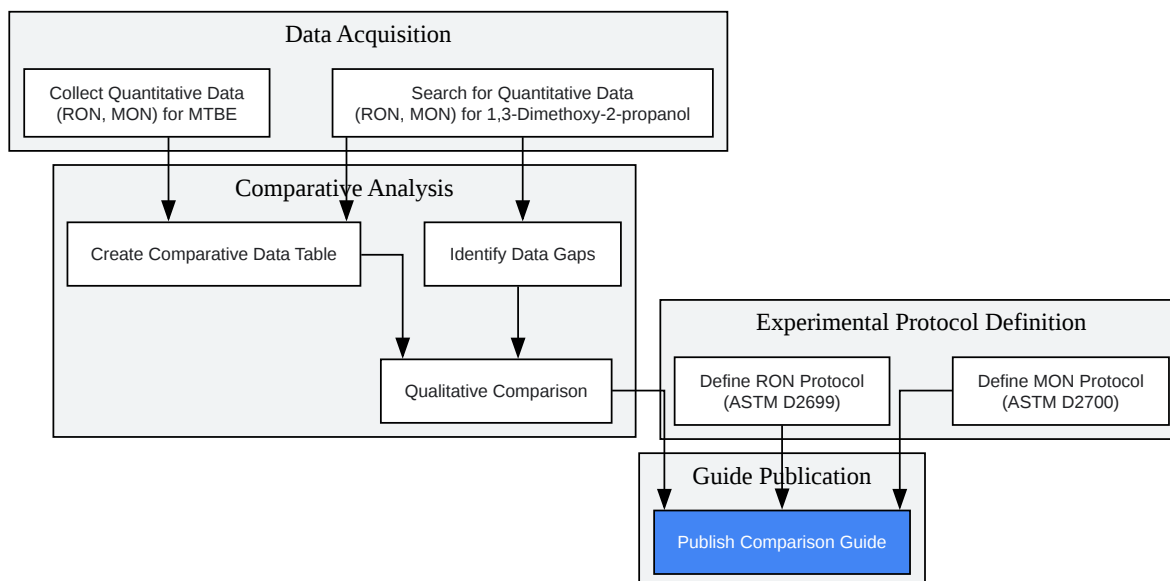 Data Acquisition
Collect Quantitative Data
(RON, MON) for MTBE
Search for Quantitative Data
(RON, MON) for 1,3-Dimethoxy-2-propanol
Comparative Analysis
Create Comparative Data Table
Identify Data Gaps
Qualitative Comparison
Experimental Protocol Definition
Define RON Protocol
(ASTM D2699)
Define MON Protocol
(ASTM D2700)
Guide Publication
Publish Comparison Guide